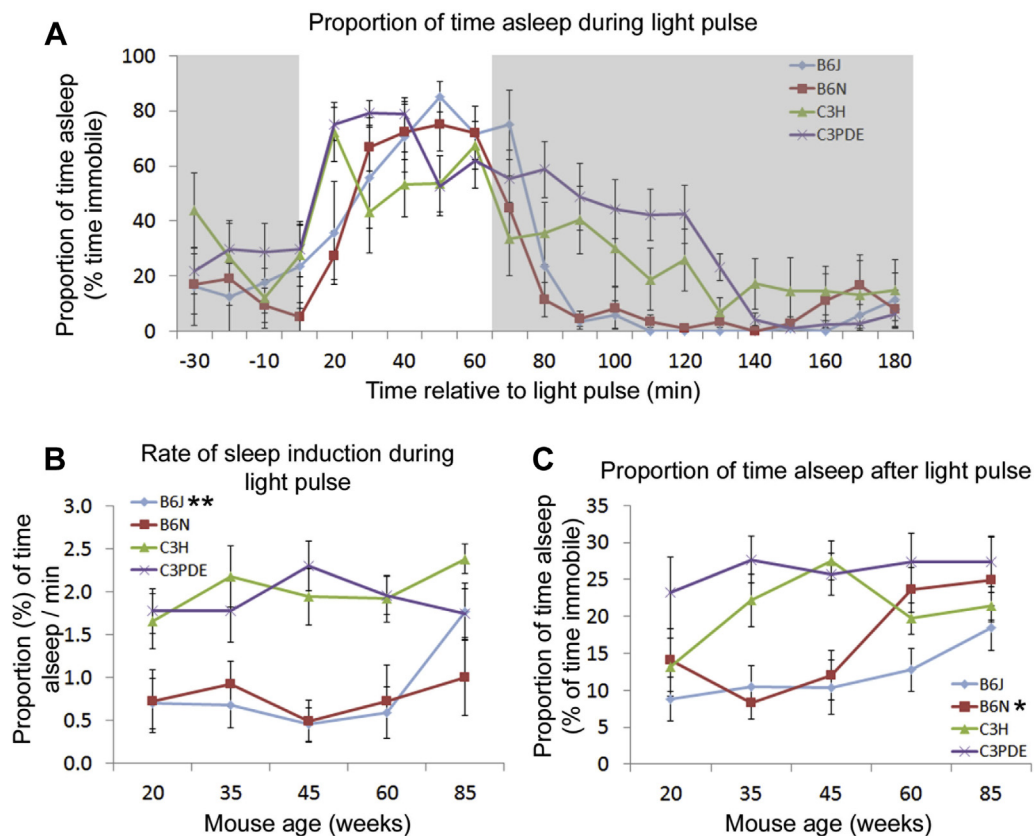 A
Proportion of time asleep during light pulse
Proportion of time asleep
(% time immobile)
100
80
60
40
20
0
B6J
B6N
C3H
C3PDE
-30 -10 20 40 60 80 100 120 140 160 180
Time relative to light pulse (min)
B
Rate of sleep induction during
light pulse
Proportion (%) of time
alseep / min
3.0
2.5
2.0
1.5
1.0
0.5
0.0
B6J **
B6N
C3H
C3PDE
20 35 45 60 85
Mouse age (weeks)
C
Proportion of time alseep after light pulse
Proportion of time alseep
(% of time immobile)
35
30
25
20
15
10
5
0
B6J
B6N *
C3H
C3PDE
20 35 45 60 85
Mouse age (weeks)